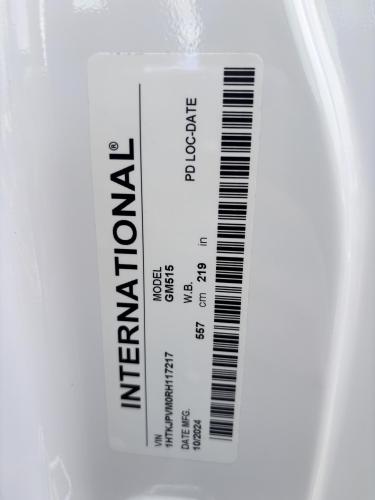 INTERNATIONAL®
VIN
1HTKJPVM0RH117217
MODEL
GM515
DATE MFG.
10/2024
W.B.
557 cm 219 in
PD LOC-DATE